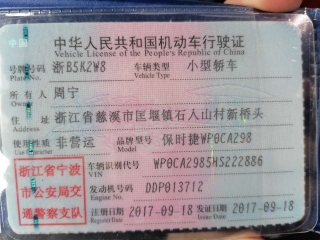 中国 中华人民共和国机动车行驶证
Vehicle License of the People's Republic of China
号牌号码 浙B5K2W8 车辆类型 小型轿车
Plate No. Vehicle Type
所有人 周宁
Owner
住址 浙江省慈溪市匡堰镇石人山村新桥头
Address
使用性质 非营运 品牌型号 保时捷WP0CA298
Use Character Model
浙江省宁波 车辆识别代号 WP0CA2985HS222886
VIN
市公安局交 发动机号码 DDP013712
Engine No.
通警察支队 注册日期 2017-09-18 发证日期 2017-09-18
Register Date Issue Date